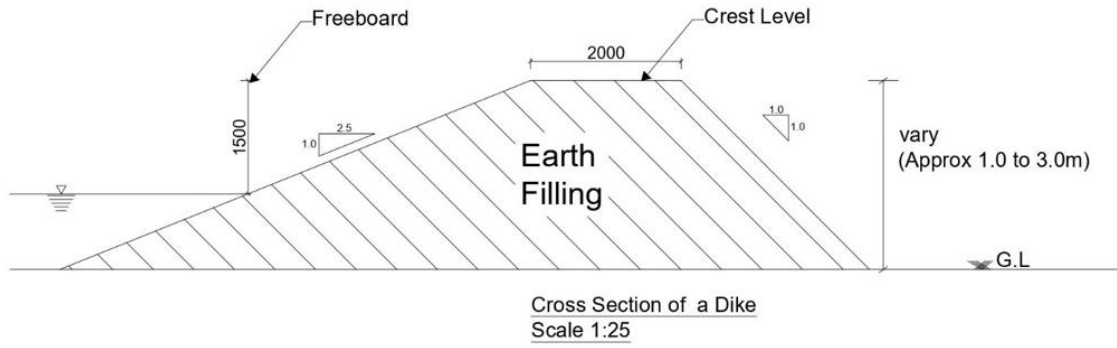 Freeboard
Crest Level
2000
1500
2.5
1.0
1.0
1.0
Earth
Filling
vary
(Approx 1.0 to 3.0m)
G.L
Cross Section of a Dike
Scale 1:25